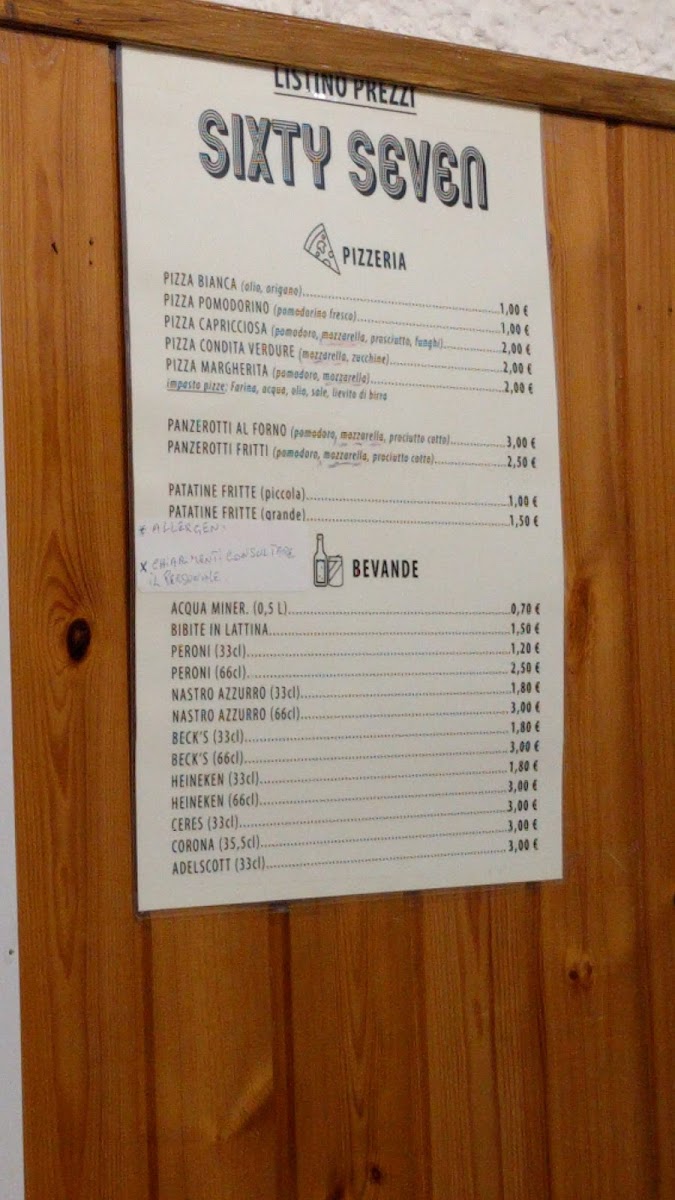 LISTINO PREZZI
SIXTY SEVEN
PIZZERIA
PIZZA BIANCA (olio, origano)........1,00 €
PIZZA POMODORINO (pomodorino fresco)........1,00 €
PIZZA CAPRICCIOSA (pomodoro, mozzarella, prosciutto, funghi)........2,00 €
PIZZA CONDITA VERDURE (mozzarella, zucchine)........2,00 €
PIZZA MARGHERITA (pomodoro, mozzarella)........2,00 €
impasto pizze: Farina, acqua, olio, sale, lievito di birra
PANZEROTTI AL FORNO (pomodoro, mozzarella, prociutto cotto)........3,00 €
PANZEROTTI FRITTI (pomodoro, mozzarella, prociutto cotto)........2,50 €
PATATINE FRITTE (piccola)........1,00 €
PATATINE FRITTE (grande)........1,50 €
* ALLERGENI
x CHIARIMENTI CONSULTARE
IL PERSONALE
BEVANDE
ACQUA MINER. (0,5 L)........0,70 €
BIBITE IN LATTINA........1,50 €
PERONI (33cl)........1,20 €
PERONI (66cl)........2,50 €
NASTRO AZZURRO (33cl)........1,80 €
NASTRO AZZURRO (66cl)........3,00 €
BECK'S (33cl)........1,80 €
BECK'S (66cl)........3,00 €
HEINEKEN (33cl)........1,80 €
HEINEKEN (66cl)........3,00 €
CERES (33cl)........3,00 €
CORONA (35,5cl)........3,00 €
ADELSCOTT (33cl)........3,00 €